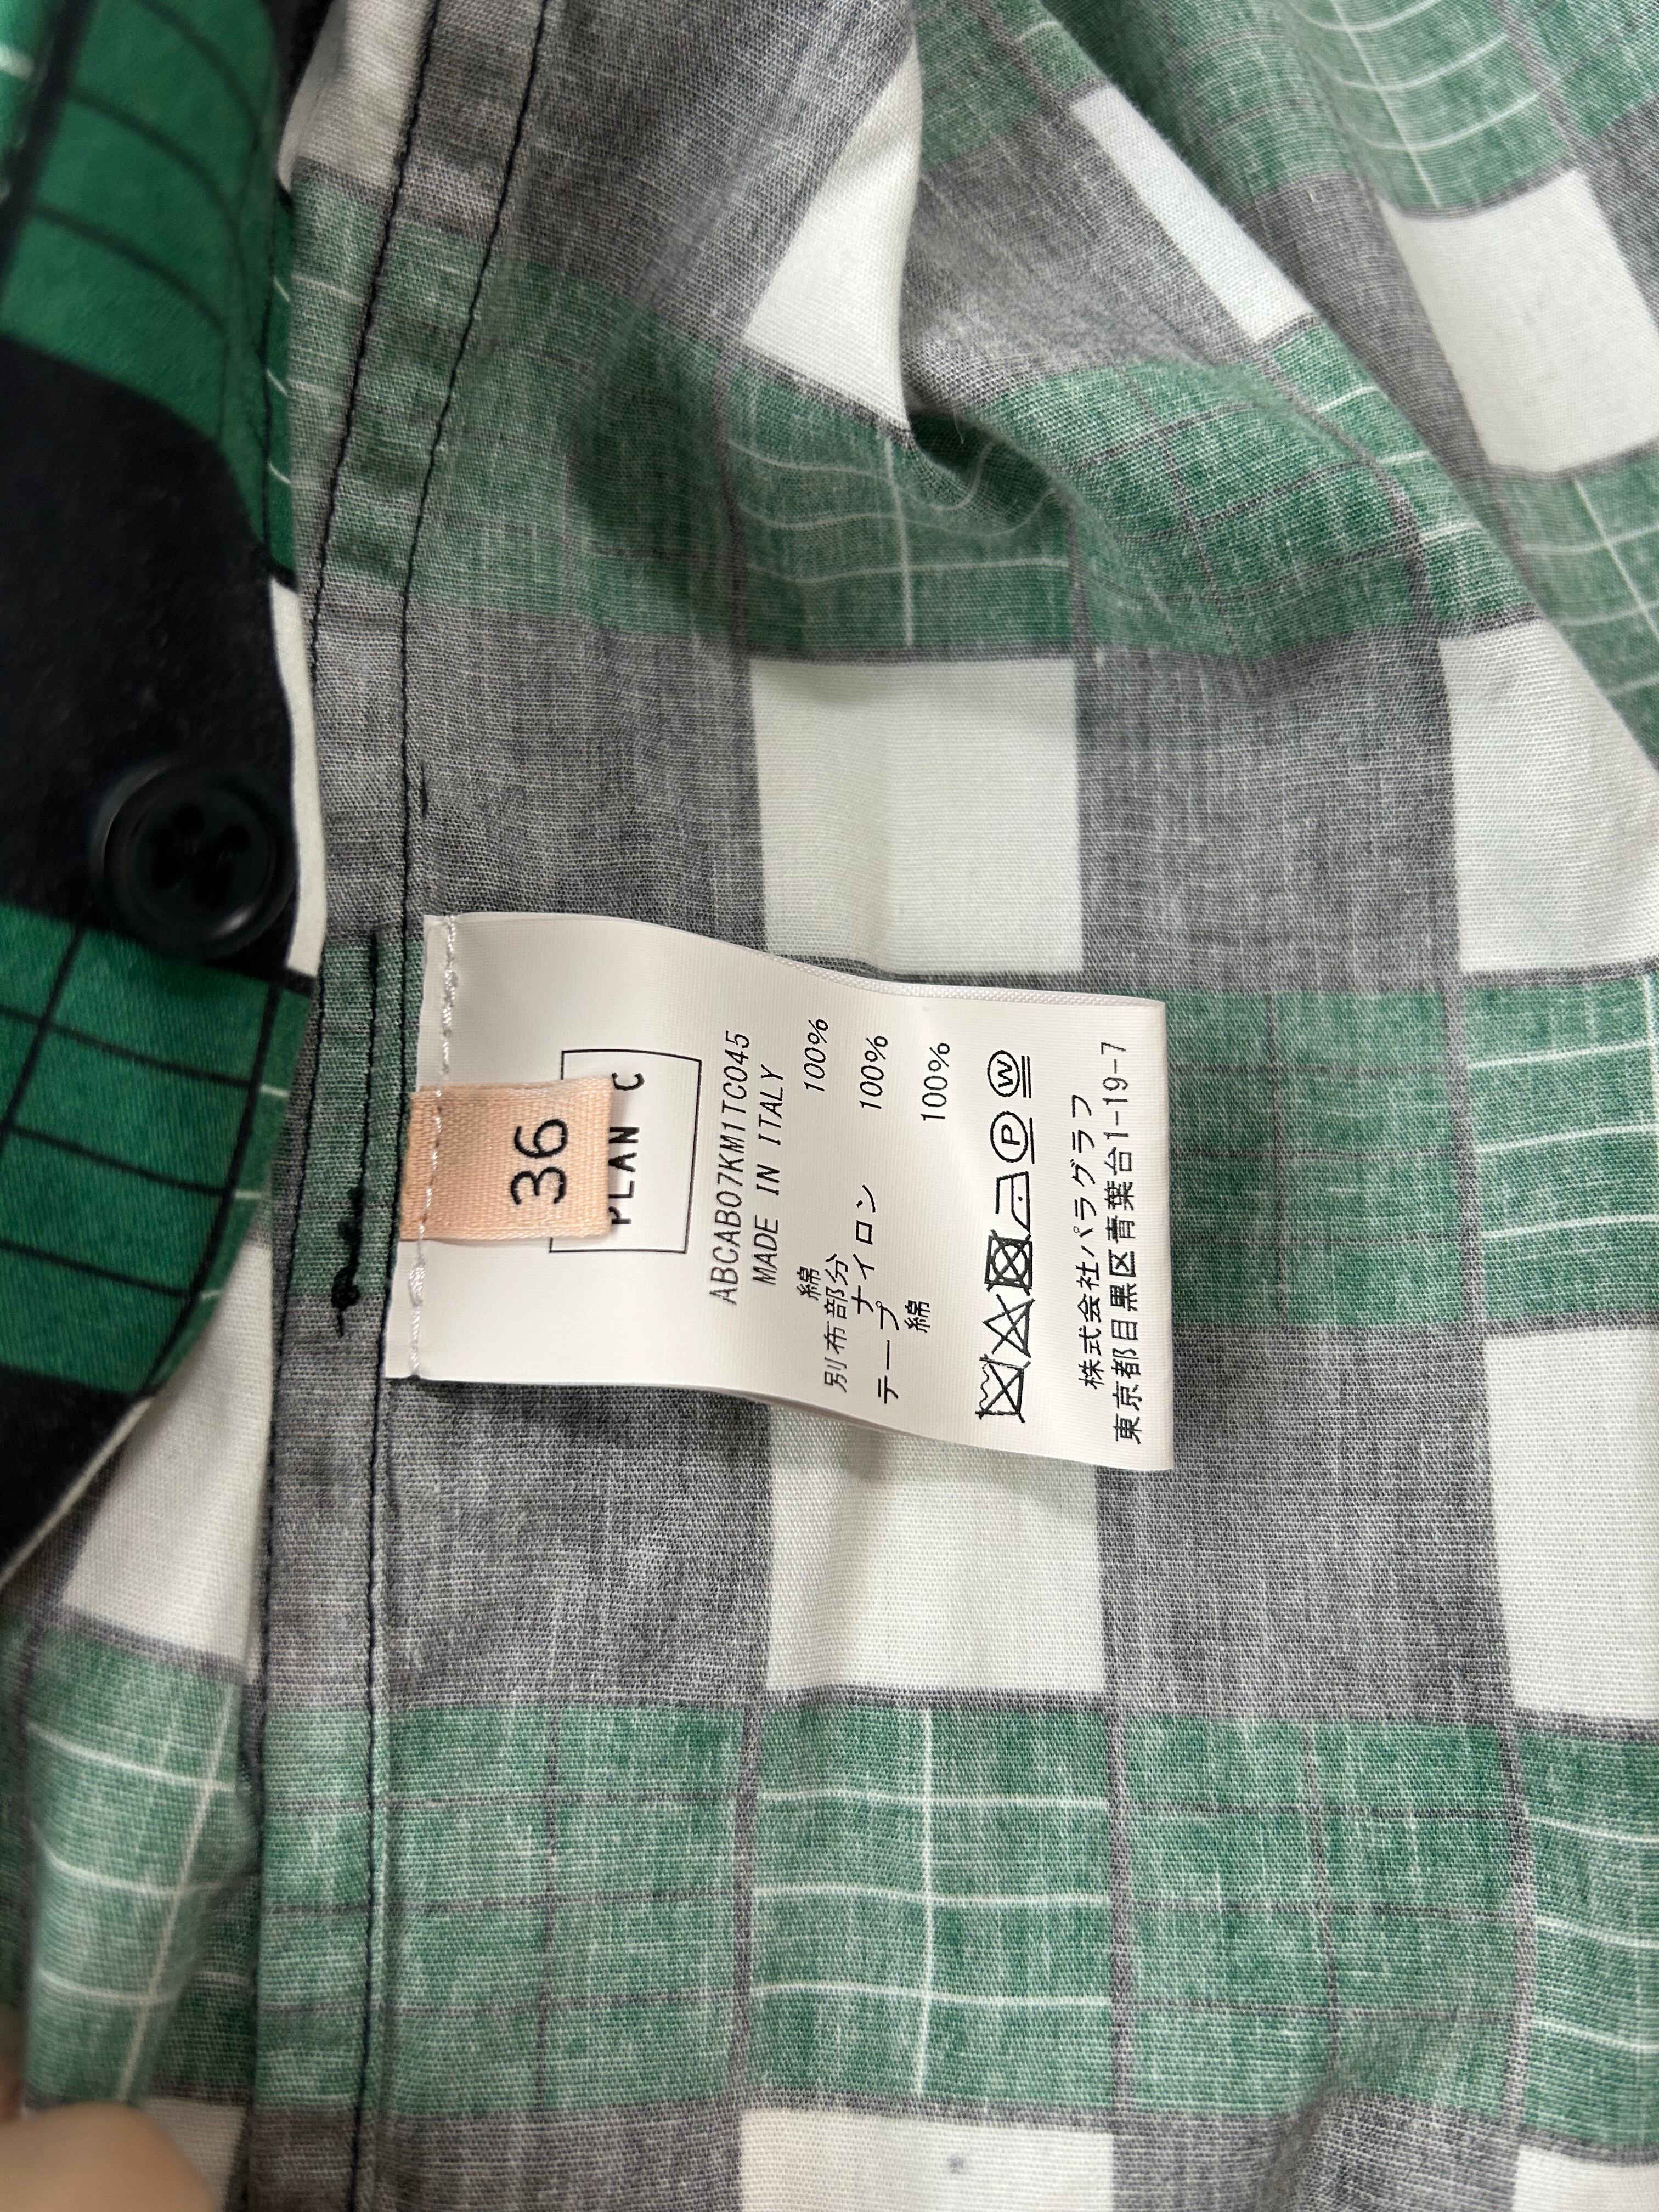 36
PLAN C
ABCAB07KM1TC045
MADE IN ITALY
綿 100%
別布部分
ナイロン 100%
テープ
綿 100%
P W
株式会社パラグラフ
東京都目黒区青葉台1-19-7